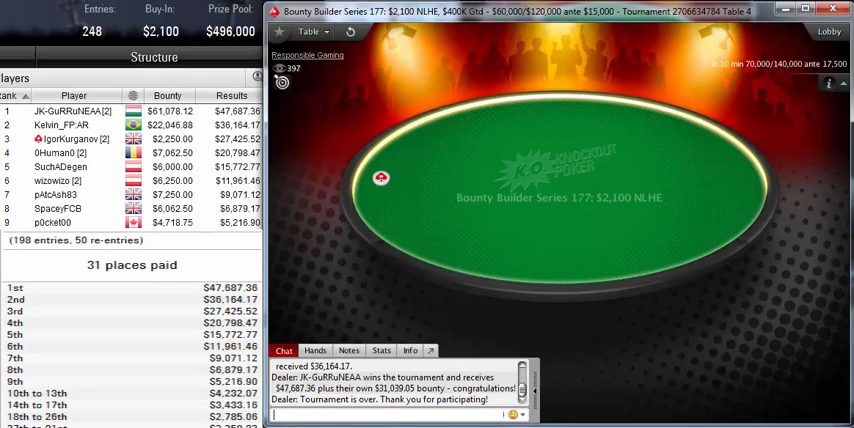 Entries: Buy-In: Prize Pool:
248 $2,100 $496,000
Structure
layers
Rank Player Bounty Results
1 JK-GuRRuNEAA [2] $61,078.12 $47,687.36
2 Kelvin_FP:AR $22,046.88 $36,164.17
3 IgorKurganov [2] $2,250.00 $27,425.52
4 0Human0 [2] $7,062.50 $20,798.47
5 SuchADegen $6,000.00 $15,772.77
6 wizowizo [2] $6,250.00 $11,961.46
7 pAtcAsh83 $7,250.00 $9,071.12
8 SpaceyFCB $6,062.50 $6,879.17
9 p0cket00 $4,718.75 $5,216.90
(198 entries, 50 re-entries)
31 places paid
1st $47,687.36
2nd $36,164.17
3rd $27,425.52
4th $20,798.47
5th $15,772.77
6th $11,961.46
7th $9,071.12
8th $6,879.17
9th $5,216.90
10th to 13th $4,232.07
14th to 17th $3,433.16
18th to 26th $2,785.06
Bounty Builder Series 177: $2,100 NLHE, $400K Gtd - $60,000/$120,000 ante $15,000 - Tournament 2706634784 Table 4
Table
Lobby
Responsible Gaming
397
In 10 min 70,000/140,000 ante 17,500
K.O. KNOCKOUT
POKER
Bounty Builder Series 177: $2,100 NLHE
Chat Hands Notes Stats Info
received $36,164.17.
Dealer: JK-GuRRuNEAA wins the tournament and receives
$47,687.36 plus their own $31,039.05 bounty - congratulations!
Dealer: Tournament is over. Thank you for participating!